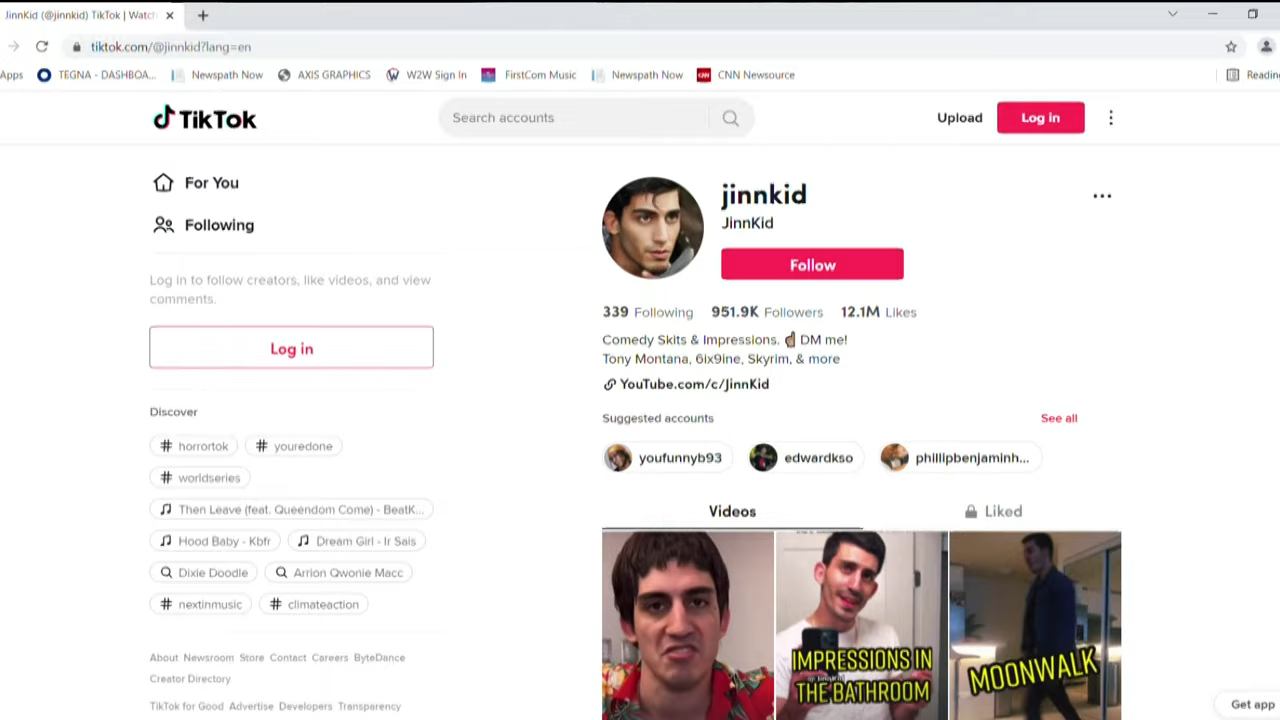 JinnKid (@jinnkid) TikTok | Watch
tiktok.com/@jinnkid?lang=en
Apps TEGNA - DASHBOA... Newspath Now AXIS GRAPHICS W2W Sign In FirstCom Music Newspath Now CNN Newsource Reading
TikTok
Search accounts
Upload
Log in
For You
Following
Log in to follow creators, like videos, and view
comments.
Log in
Discover
# horrortok # youredone
# worldseries
Then Leave (feat. Queendom Come) - BeatK...
Hood Baby - Kbfr Dream Girl - Ir Sais
Dixie Doodle Arrion Qwonie Macc
# nextinmusic # climateaction
About Newsroom Store Contact Careers ByteDance
Creator Directory
TikTok for Good Advertise Developers Transparency
jinnkid
JinnKid
Follow
339 Following 951.9K Followers 12.1M Likes
Comedy Skits & Impressions. DM me!
Tony Montana, 6ix9ine, Skyrim, & more
YouTube.com/c/JinnKid
Suggested accounts
See all
youfunnyb93 edwardkso phillipbenjaminh...
Videos Liked
IMPRESSIONS IN
THE BATHROOM
MOONWALK
Get app